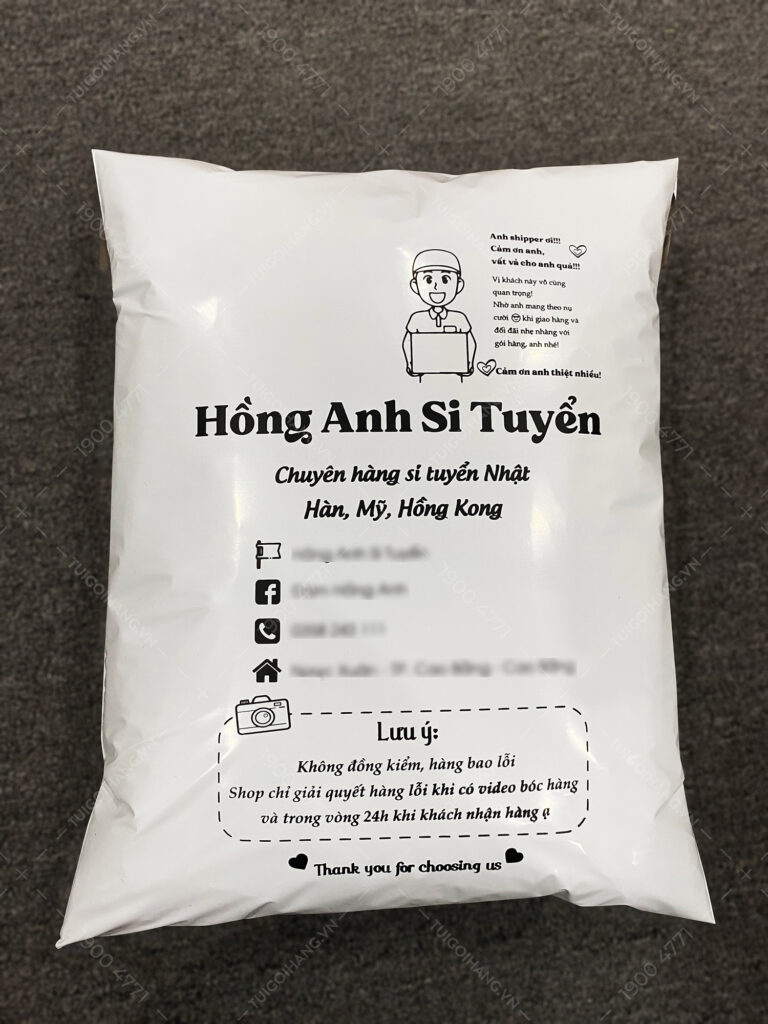 Anh shipper ơi!!!
Cảm ơn anh,
vất vả cho anh quá!!!
Vị khách này vô cùng
quan trọng!
Nhờ anh mang theo nụ
cười 😎 khi giao hàng và
đối đãi nhẹ nhàng với
gói hàng, anh nhé!
Cảm ơn anh thiệt nhiều!
Hồng Anh Si Tuyển
Chuyên hàng si tuyển Nhật
Hàn, Mỹ, Hồng Kong
Lưu ý:
Không đồng kiểm, hàng bao lỗi
Shop chỉ giải quyết hàng lỗi khi có video bóc hàng
và trong vòng 24h khi khách nhận hàng ạ
Thank you for choosing us
TUIGOIHANG.VN
1900 4771